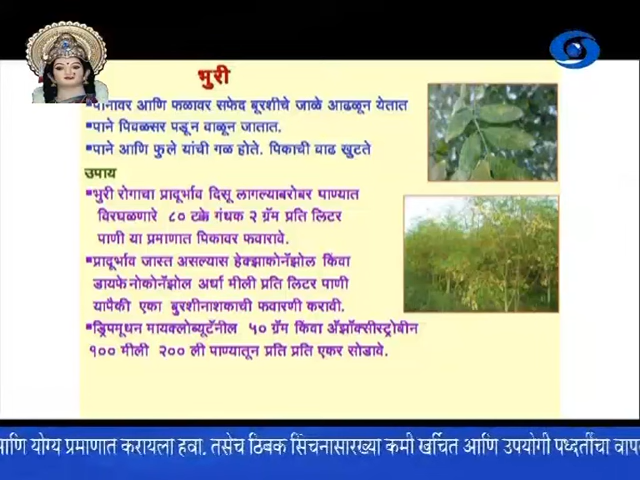 भुरी
पानावर आणि फळावर सफेद बूरशीचे जाळे आढळून येतात
पाने पिवळसर पडून वाळून जातात.
पाने आणि फुले यांची गळ होते. पिकाची वाढ खुटते
उपाय
भुरी रोगाचा प्रादूर्भाव दिसू लागल्याबरोबर पाण्यात
विरघळणारे ८० टक्के गंधक २ ग्रॅम प्रति लिटर
पाणी या प्रमाणात पिकावर फवारावे.
प्रादूर्भाव जास्त असल्यास हेक्झाकोनॅझोल किंवा
डायफेनोकोनॅझोल अर्धा मीली प्रति लिटर पाणी
यापैकी एका बुरशीनाशकाची फवारणी करावी.
ड्रिपमूधन मायक्लोब्यूटॅनील ५० ग्रॅम किंवा अ‍ॅझॉक्सीस्ट्रोबीन
१०० मीली २०० ली पाण्यातून प्रति प्रति एकर सोडावे.
आणि योग्य प्रमाणात करायला हवा. तसेच ठिबक सिंचनासारख्या कमी खर्चित आणि उपयोगी पध्दतींचा वाप